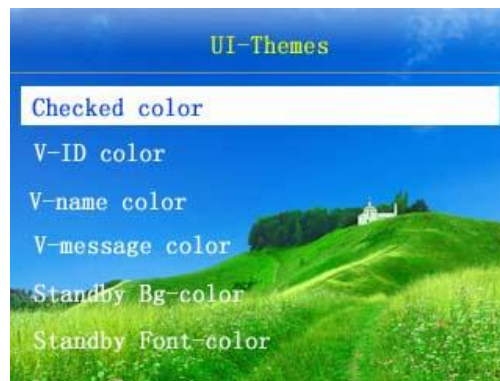 UI-Themes
Checked color
V-ID color
V-name color
V-message color
Standby Bg-color
Standby Font-color